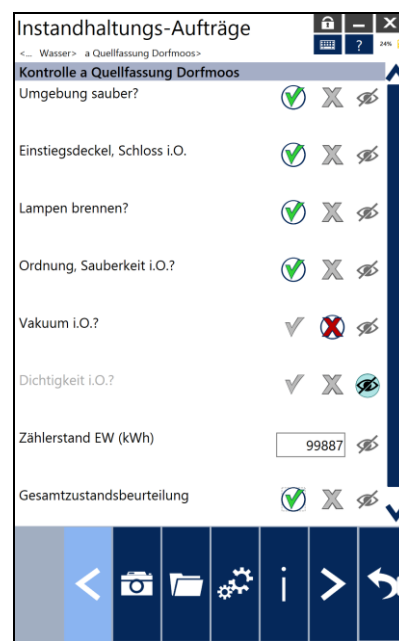 Instandhaltungs-Aufträge
<... Wasser> a Quellfassung Dorfmoos>
? 24%
Kontrolle a Quellfassung Dorfmoos
Umgebung sauber?
Einstiegsdeckel, Schloss i.O.
Lampen brennen?
Ordnung, Sauberkeit i.O.?
Vakuum i.O.?
Dichtigkeit i.O.?
Zählerstand EW (kWh) 99887
Gesamtzustandsbeurteilung